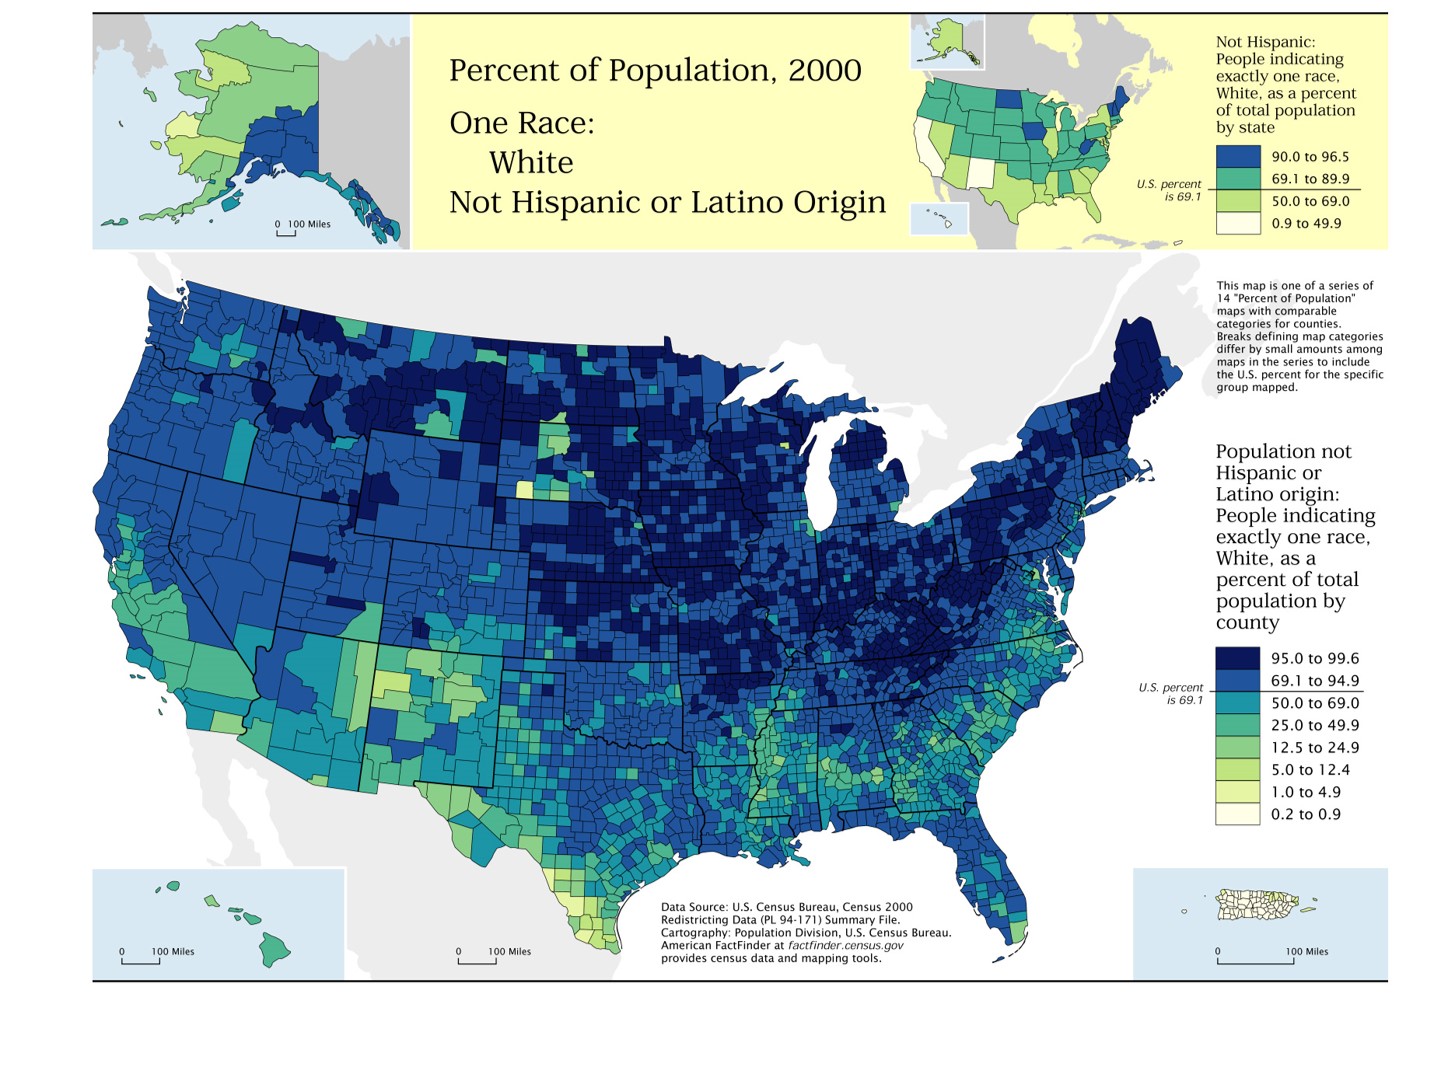 Percent of Population, 2000
One Race:
White
Not Hispanic or Latino Origin
0 100 Miles
Not Hispanic:
People indicating
exactly one race,
White, as a percent
of total population
by state
90.0 to 96.5
69.1 to 89.9
U.S. percent
is 69.1
50.0 to 69.0
0.9 to 49.9
This map is one of a series of
14 "Percent of Population"
maps with comparable
categories for counties.
Breaks defining map categories
differ by small amounts among
maps in the series to include
the U.S. percent for the specific
group mapped.
Population not
Hispanic or
Latino origin:
People indicating
exactly one race,
White, as a
percent of total
population by
county
95.0 to 99.6
69.1 to 94.9
U.S. percent
is 69.1
50.0 to 69.0
25.0 to 49.9
12.5 to 24.9
5.0 to 12.4
1.0 to 4.9
0.2 to 0.9
Data Source: U.S. Census Bureau, Census 2000
Redistricting Data (PL 94-171) Summary File.
Cartography: Population Division, U.S. Census Bureau.
American FactFinder at factfinder.census.gov
provides census data and mapping tools.
0 100 Miles
0 100 Miles
0 100 Miles